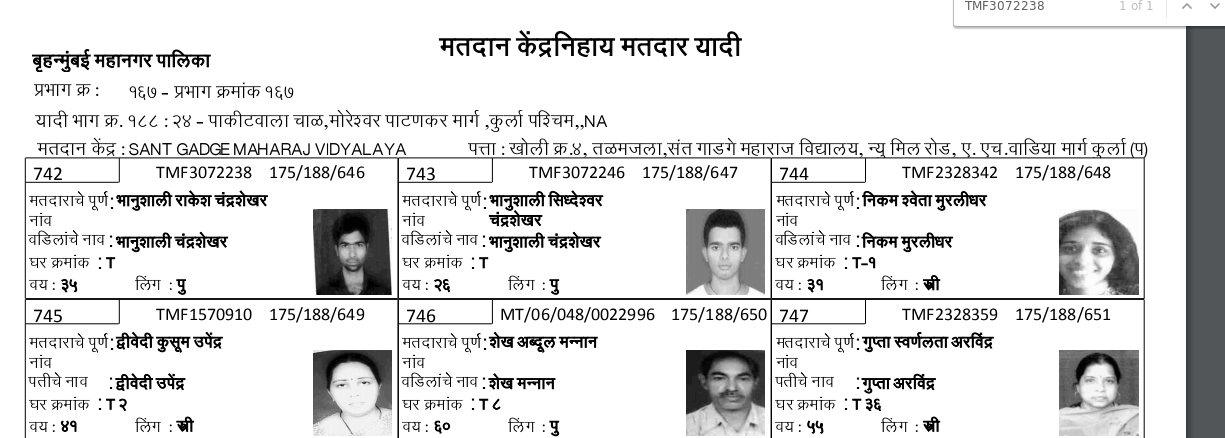 TMF3072238 1 of 1
मतदान केंद्रनिहाय मतदार यादी
बृहन्मुंबई महानगर पालिका
प्रभाग क्र : १६७ - प्रभाग क्रमांक १६७
यादी भाग क्र. १८८ : २४ - पाकीटवाला चाळ,मोरेश्वर पाटणकर मार्ग ,कुर्ला पश्चिम,,NA
मतदान केंद्र : SANT GADGE MAHARAJ VIDYALAYA पत्ता : खोली क्र.४, तळमजला,संत गाडगे महाराज विद्यालय, न्यु मिल रोड, ए. एच.वाडिया मार्ग कुर्ला (प)
742 TMF3072238 175/188/646
मतदाराचे पूर्ण : भानुशाली राकेश चंद्रशेखर
नांव
वडिलांचे नाव : भानुशाली चंद्रशेखर
घर क्रमांक : T
वय : ३५ लिंग : पु
743 TMF3072246 175/188/647
मतदाराचे पूर्ण : भानुशाली सिध्देश्वर
नांव चंद्रशेखर
वडिलांचे नाव : भानुशाली चंद्रशेखर
घर क्रमांक : T
वय : २६ लिंग : पु
744 TMF2328342 175/188/648
मतदाराचे पूर्ण : निकम श्वेता मुरलीधर
नांव
वडिलांचे नाव : निकम मुरलीधर
घर क्रमांक : T-१
वय : ३१ लिंग : स्त्री
745 TMF1570910 175/188/649
मतदाराचे पूर्ण : द्वीवेदी कुसूम उपेंद्र
नांव
पतीचे नाव : द्वीवेदी उपेंद्र
घर क्रमांक : T २
वय : ४१ लिंग : स्त्री
746 MT/06/048/0022996 175/188/650
मतदाराचे पूर्ण : शेख अब्दूल मन्नान
नांव
वडिलांचे नाव : शेख मन्नान
घर क्रमांक : T ८
वय : ६० लिंग : पु
747 TMF2328359 175/188/651
मतदाराचे पूर्ण : गुप्ता स्वर्णलता अरविंद्र
नांव
पतीचे नाव : गुप्ता अरविंद्र
घर क्रमांक : T ३६
वय : ५५ लिंग : स्त्री